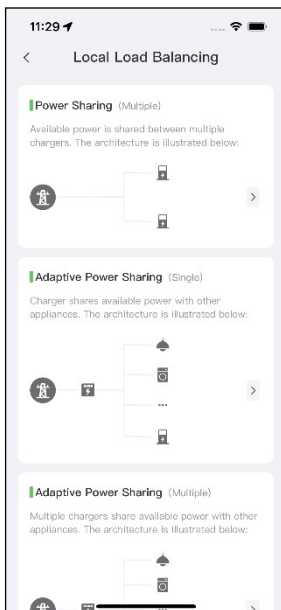 11:29
Local Load Balancing
Power Sharing (Multiple)
Available power is shared between multiple
chargers. The architecture is illustrated below:
Adaptive Power Sharing (Single)
Charger shares available power with other
appliances. The architecture is illustrated below:
...
Adaptive Power Sharing (Multiple)
Multiple chargers share available power with other
appliances. The architecture is illustrated below: